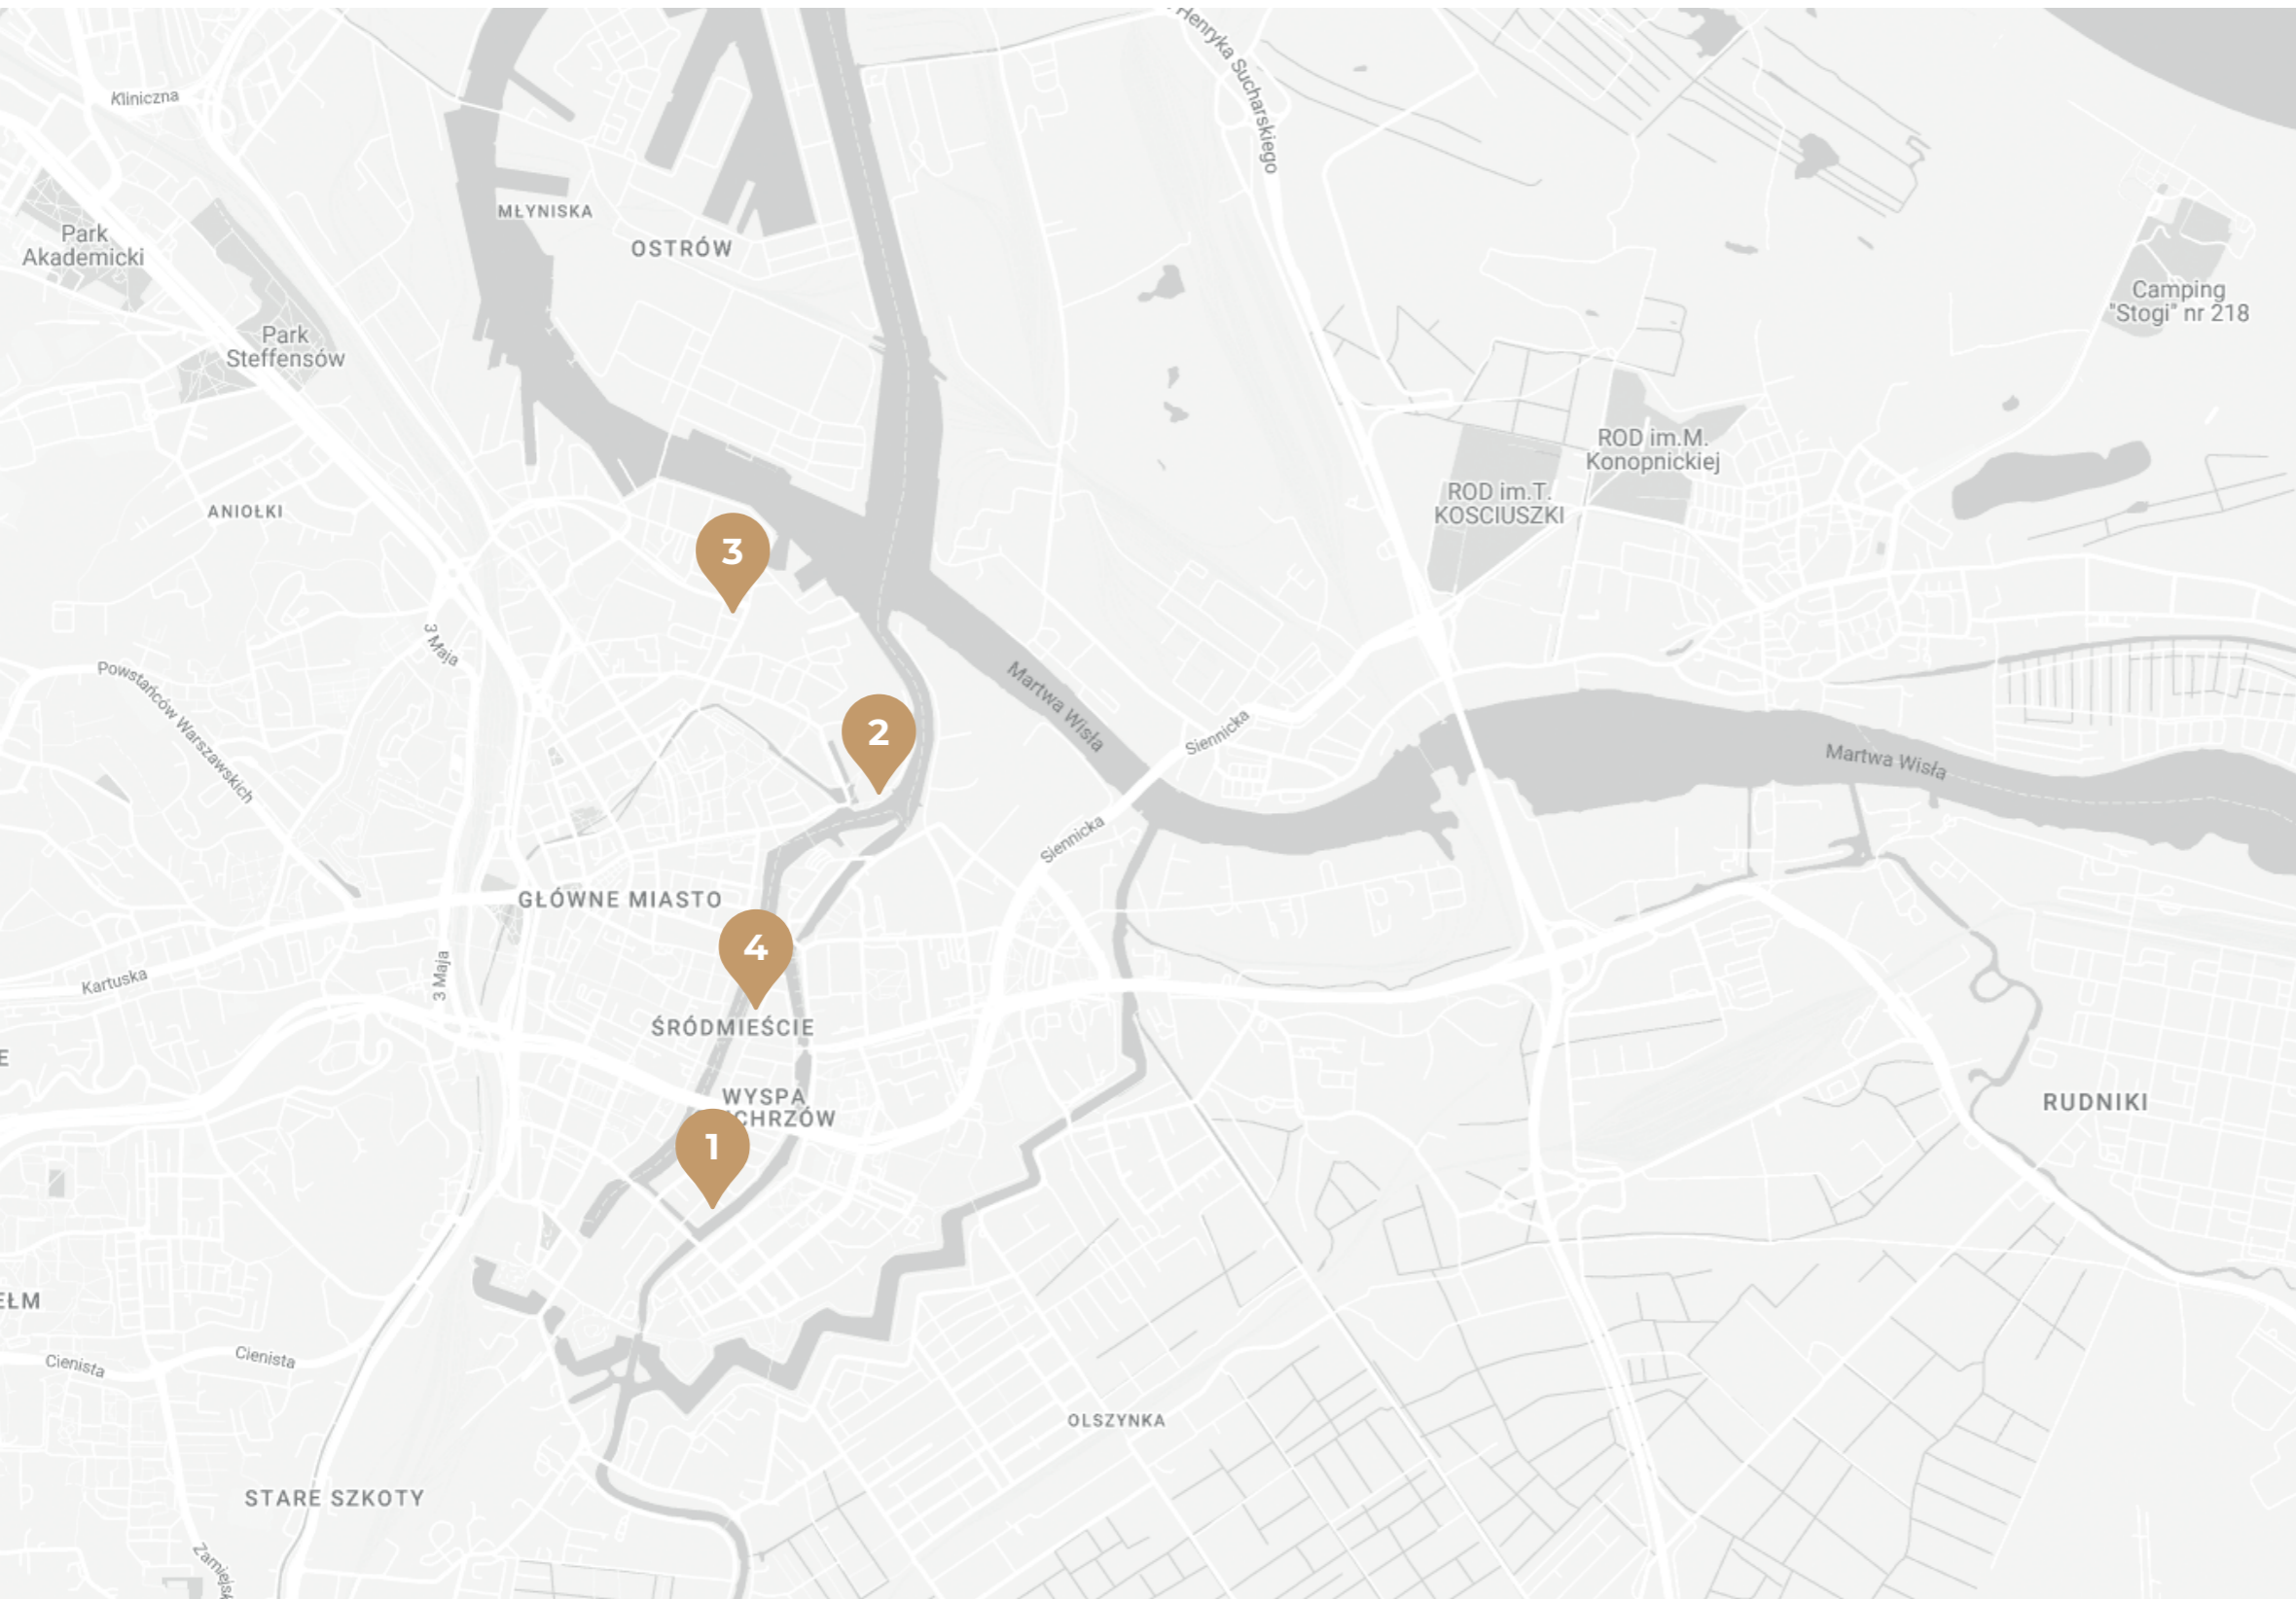 Henryka Sucharskiego
Kliniczna
MŁYNISKA
Park
Akademicki
OSTRÓW
Camping
"Stogi" nr 218
Park
Steffensów
ROD im.M.
Konopnickiej
ROD im.T.
KOSCIUSZKI
ANIOŁKI
3
3 Maja
Powstańców Warszawskich
Martwa Wisła
2
Siennicka
Martwa Wisła
Siennicka
GŁÓWNE MIASTO
4
3 Maja
Kartuska
ŚRÓDMIEŚCIE
E
WYSPA
CHRZÓW
RUDNIKI
1
EŁM
Cienista
Cienista
OLSZYNKA
STARE SZKOTY
Zamiejsk